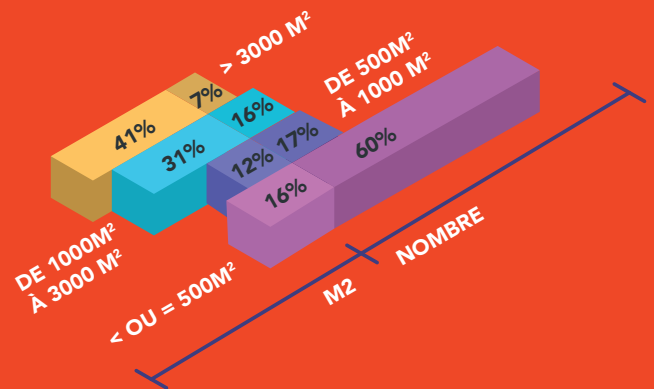 > 3000 M²
DE 500M²
À 1000 M²
7%
41%
16%
31%
17%
12%
60%
16%
DE 1000M²
À 3000 M²
< OU = 500M²
NOMBRE
M2